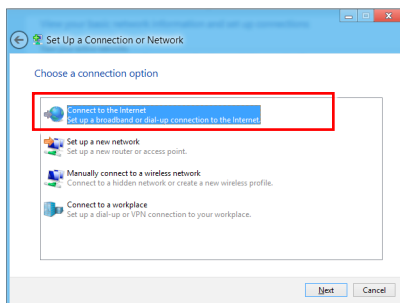 View your basic network information and set up connections
Set Up a Connection or Network
Choose a connection option
Connect to the Internet
Set up a broadband or dial-up connection to the Internet.
Set up a new network
Set up a new router or access point.
Manually connect to a wireless network
Connect to a hidden network or create a new wireless profile.
Connect to a workplace
Set up a dial-up or VPN connection to your workplace.
Next
Cancel